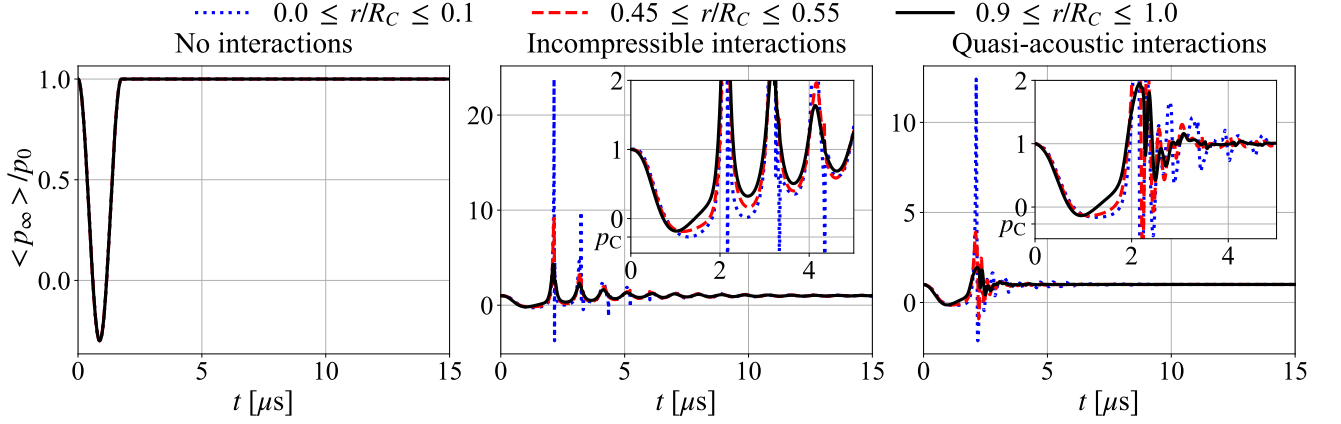 0.0 ≤ r/R_C ≤ 0.1 0.45 ≤ r/R_C ≤ 0.55 0.9 ≤ r/R_C ≤ 1.0
No interactions Incompressible interactions Quasi-acoustic interactions
< p_∞ > /p_0
1.0
0.5
0.0
0 5 10 15
t [μs]
20
10
0
0 5 10 15
t [μs]
2
1
0
p_C
0 2 4
10
5
0
0 5 10 15
t [μs]
2
1
0
p_C
0 2 4